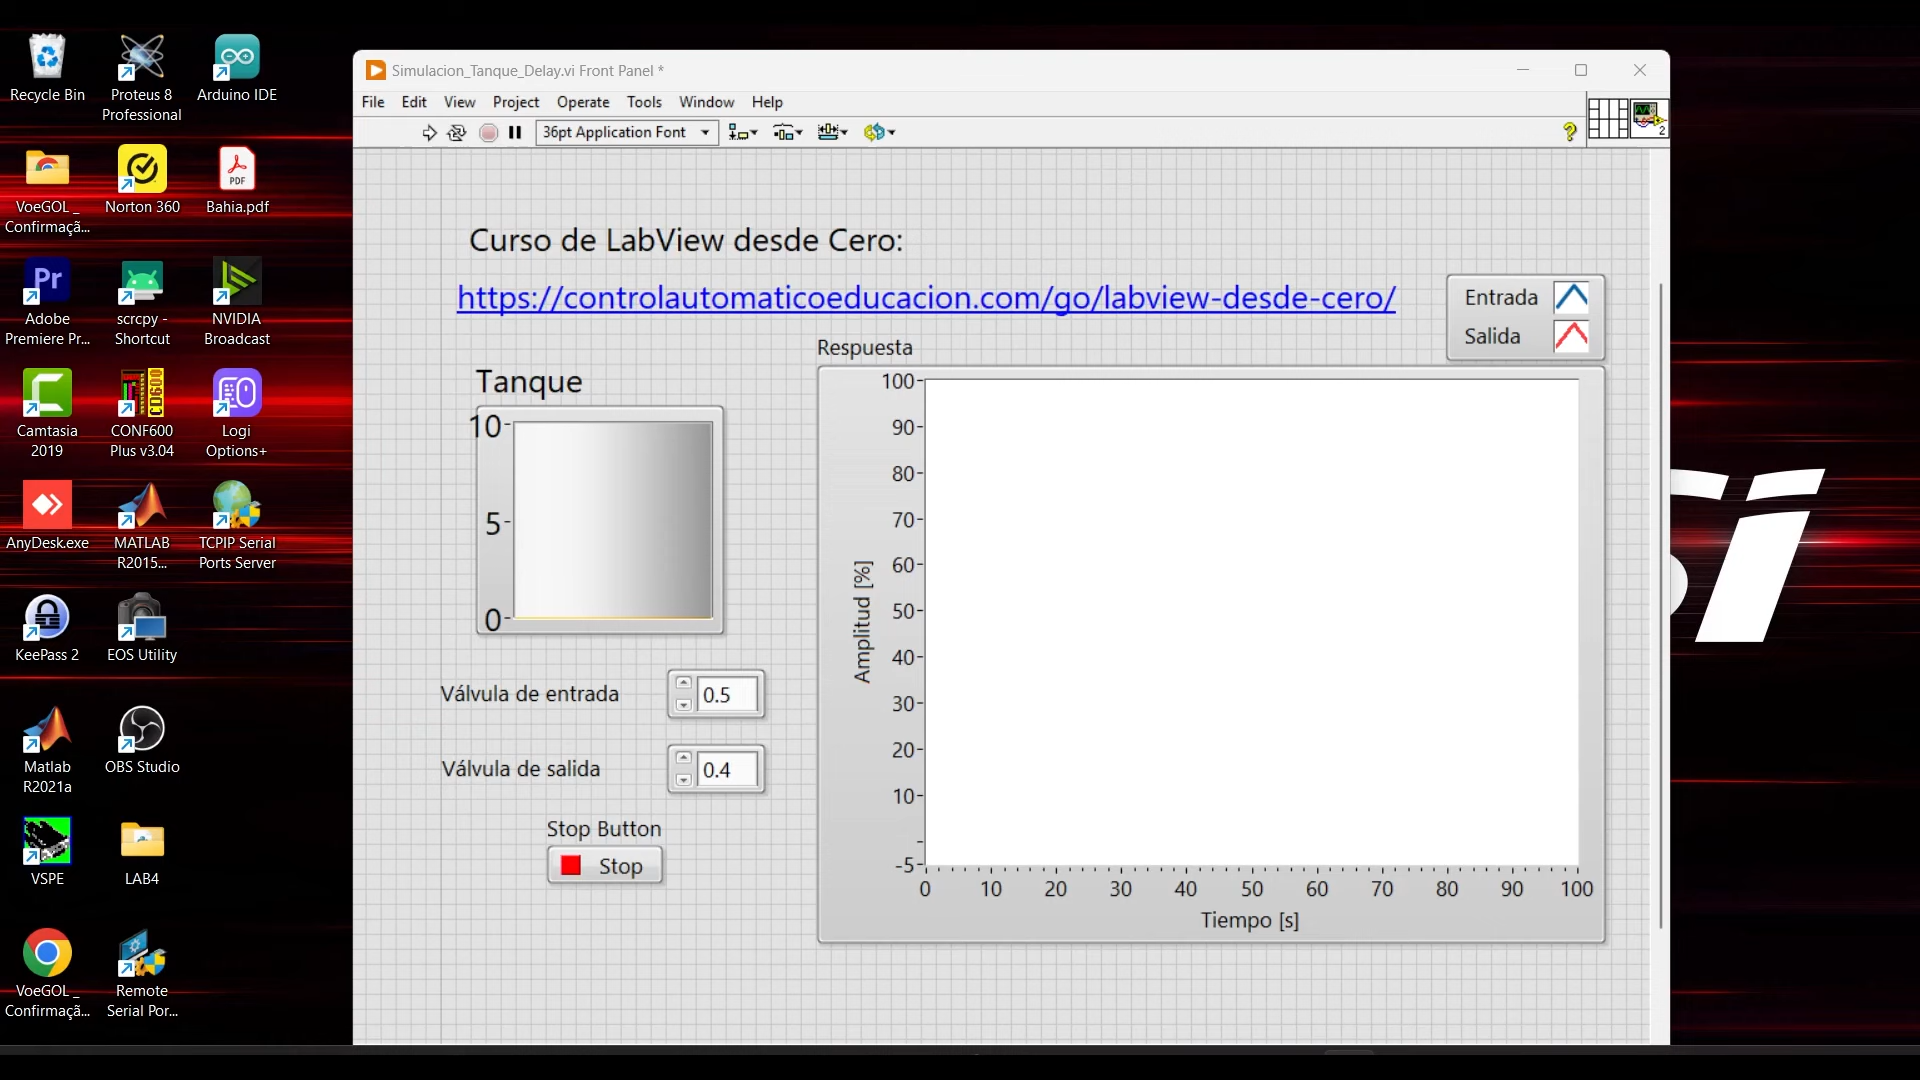 Recycle Bin
Proteus 8
Professional
Arduino IDE
VoeGOL _
Confirmaçã...
Norton 360
PDF
Bahia.pdf
Pr
Adobe
Premiere Pr...
scrcpy -
Shortcut
NVIDIA
Broadcast
Camtasia
2019
CD600
CONF600
Plus v3.04
Logi
Options+
AnyDesk.exe
MATLAB
R2015...
TCPIP Serial
Ports Server
KeePass 2
EOS Utility
Matlab
R2021a
OBS Studio
VSPE
LAB4
VoeGOL _
Confirmaçã...
Remote
Serial Por...
Simulacion_Tanque_Delay.vi Front Panel *
File Edit View Project Operate Tools Window Help
36pt Application Font
?
2
Curso de LabView desde Cero:
https://controlautomaticoeducacion.com/go/labview-desde-cero/
Entrada
Salida
Respuesta
Tanque
10
5
0
Válvula de entrada
0.5
Válvula de salida
0.4
Stop Button
Stop
Amplitud [%]
100
90
80
70
60
50
40
30
20
10
-5
0 10 20 30 40 50 60 70 80 90 100
Tiempo [s]